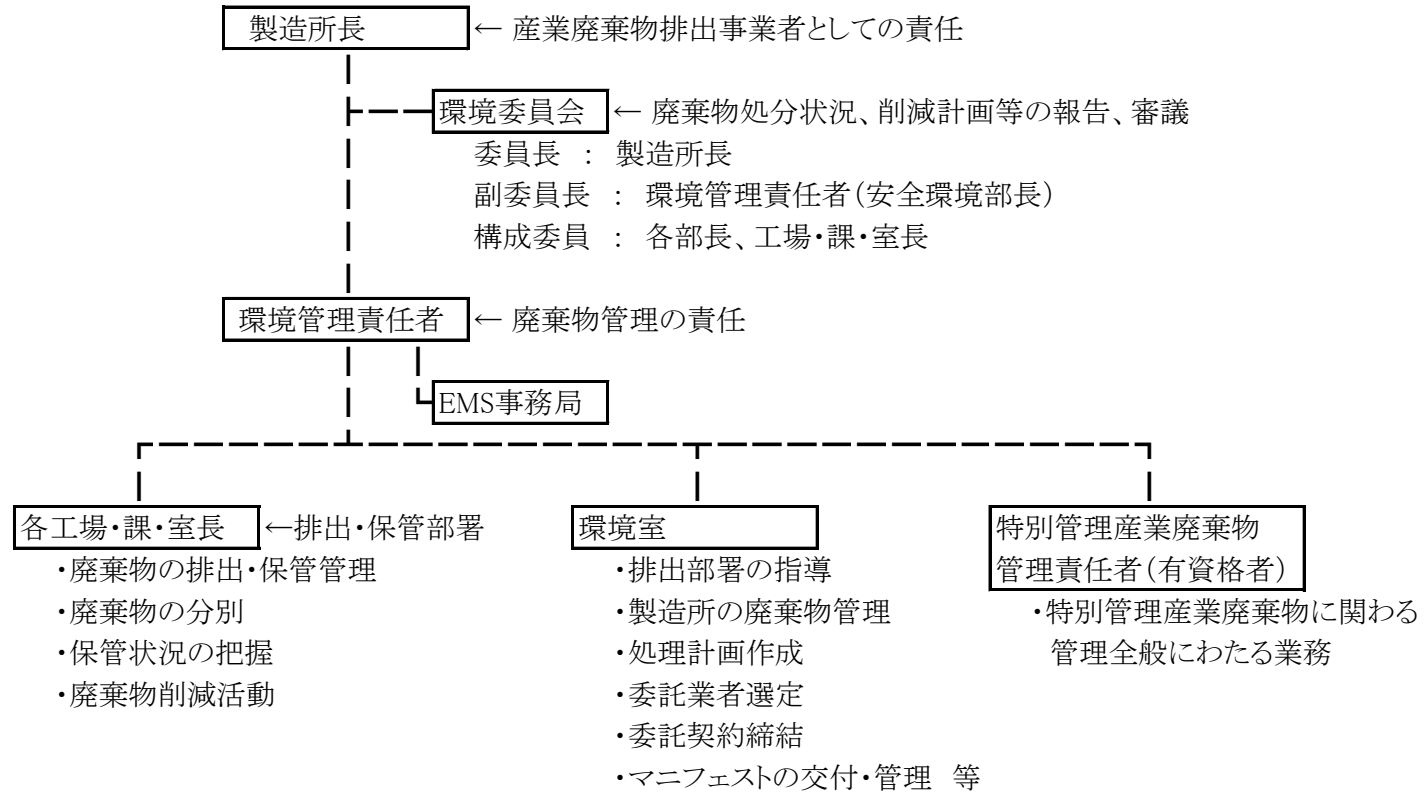 製造所長 ← 産業廃棄物排出事業者としての責任
環境委員会 ← 廃棄物処分状況、削減計画等の報告、審議
委員長 : 製造所長
副委員長 : 環境管理責任者(安全環境部長)
構成委員 : 各部長、工場・課・室長
環境管理責任者 ← 廃棄物管理の責任
EMS事務局
各工場・課・室長 ←排出・保管部署
・廃棄物の排出・保管管理
・廃棄物の分別
・保管状況の把握
・廃棄物削減活動
環境室
・排出部署の指導
・製造所の廃棄物管理
・処理計画作成
・委託業者選定
・委託契約締結
・マニフェストの交付・管理 等
特別管理産業廃棄物
管理責任者(有資格者)
・特別管理産業廃棄物に関わる
管理全般にわたる業務